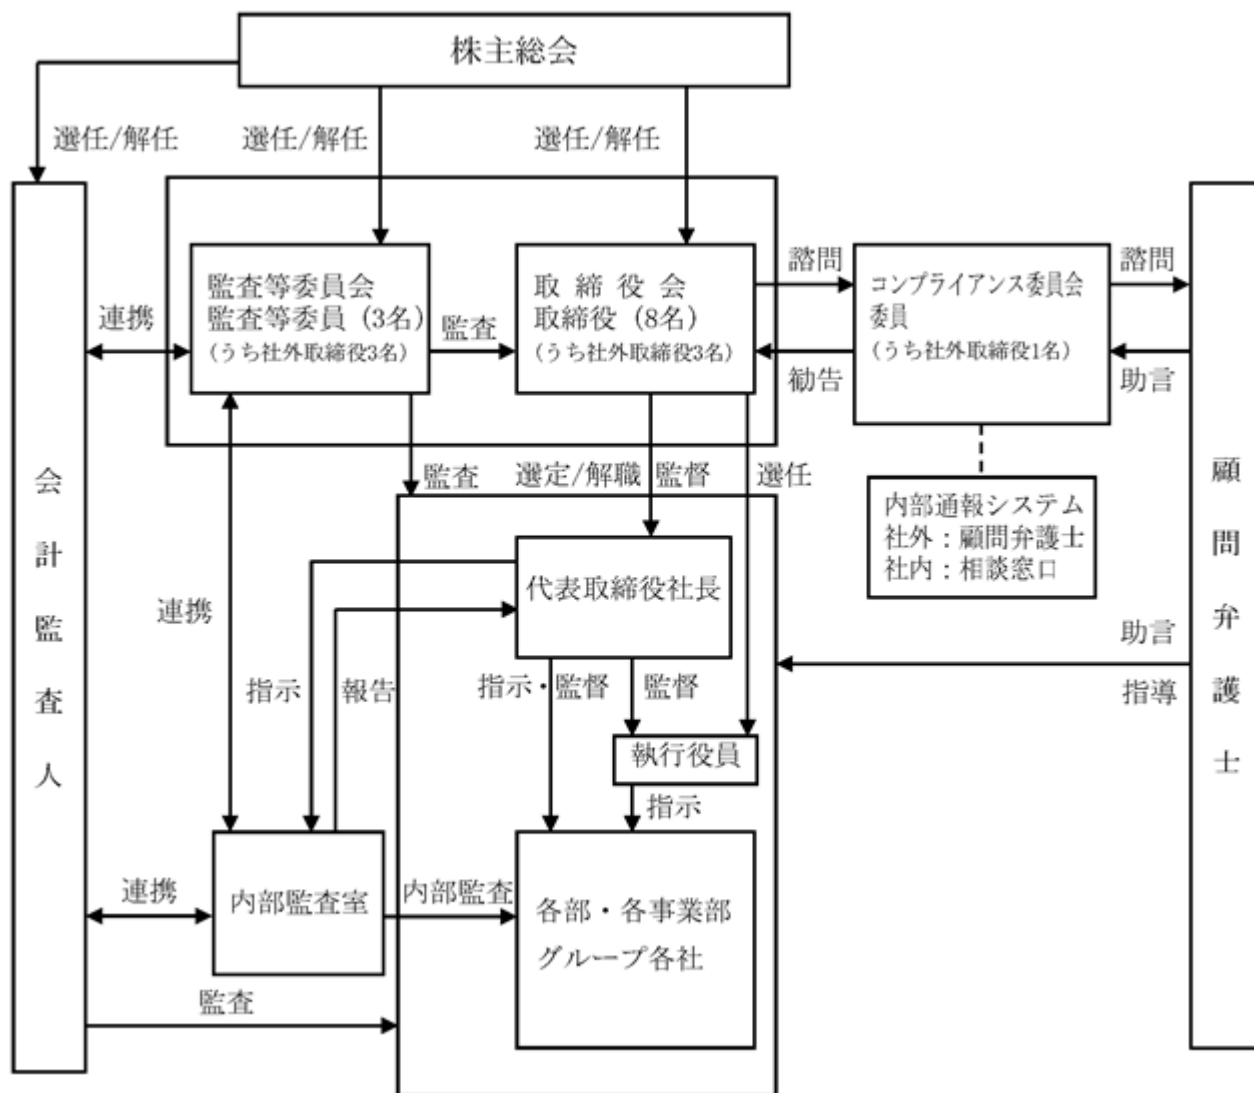 株主総会
選任/解任
選任/解任
選任/解任
監査等委員会
監査等委員(3名)
(うち社外取締役3名)
取締役会
取締役(8名)
(うち社外取締役3名)
コンプライアンス委員会
委員
(うち社外取締役1名)
諮問
諮問
連携
監査
勧告
助言
会計監査人
顧問弁護士
監査
選定/解職
監督
選任
内部通報システム
社外:顧問弁護士
社内:相談窓口
代表取締役社長
連携
指示
報告
指示・監督
監督
助言
指導
執行役員
指示
連携
内部監査室
内部監査
各部・各事業部
グループ各社
監査